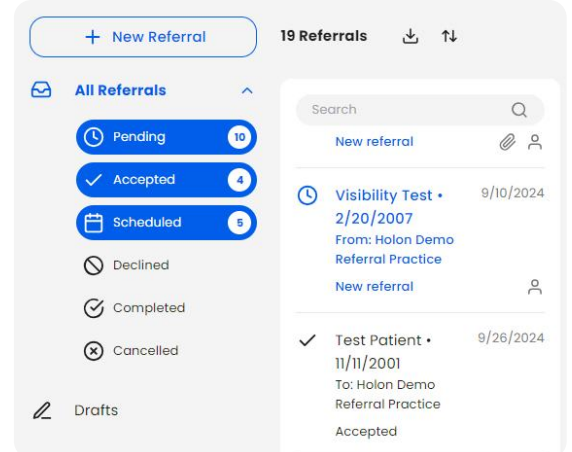 + New Referral
19 Referrals
All Referrals
Pending 10
Accepted 4
Scheduled 5
Declined
Completed
Cancelled
Drafts
Search
New referral
Visibility Test • 9/10/2024
2/20/2007
From: Holon Demo
Referral Practice
New referral
Test Patient • 9/26/2024
11/11/2001
To: Holon Demo
Referral Practice
Accepted